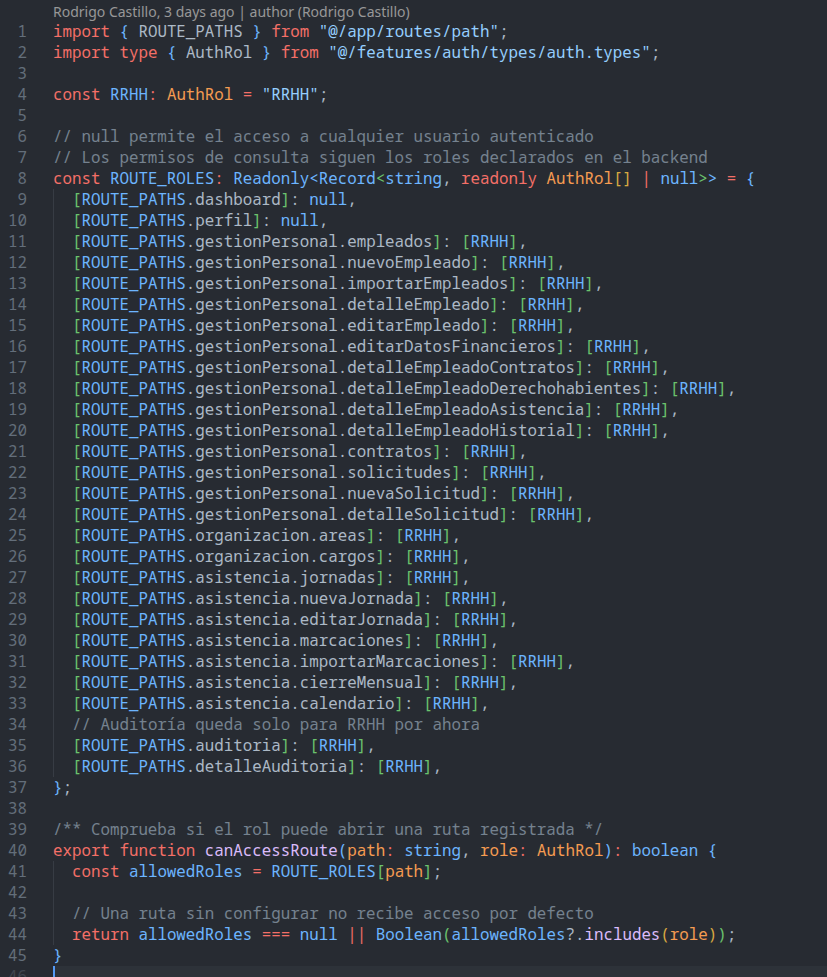 Rodrigo Castillo, 3 days ago | author (Rodrigo Castillo)
1 import { ROUTE_PATHS } from "@/app/routes/path";
2 import type { AuthRol } from "@/features/auth/types/auth.types";
3
4 const RRHH: AuthRol = "RRHH";
5
6 // null permite el acceso a cualquier usuario autenticado
7 // Los permisos de consulta siguen los roles declarados en el backend
8 const ROUTE_ROLES: Readonly<Record<string, readonly AuthRol[] | null>> = {
9   [ROUTE_PATHS.dashboard]: null,
10   [ROUTE_PATHS.perfil]: null,
11   [ROUTE_PATHS.gestionPersonal.empleados]: [RRHH],
12   [ROUTE_PATHS.gestionPersonal.nuevoEmpleado]: [RRHH],
13   [ROUTE_PATHS.gestionPersonal.importarEmpleados]: [RRHH],
14   [ROUTE_PATHS.gestionPersonal.detalleEmpleado]: [RRHH],
15   [ROUTE_PATHS.gestionPersonal.editarEmpleado]: [RRHH],
16   [ROUTE_PATHS.gestionPersonal.editarDatosFinancieros]: [RRHH],
17   [ROUTE_PATHS.gestionPersonal.detalleEmpleadoContratos]: [RRHH],
18   [ROUTE_PATHS.gestionPersonal.detalleEmpleadoDerechohabientes]: [RRHH],
19   [ROUTE_PATHS.gestionPersonal.detalleEmpleadoAsistencia]: [RRHH],
20   [ROUTE_PATHS.gestionPersonal.detalleEmpleadoHistorial]: [RRHH],
21   [ROUTE_PATHS.gestionPersonal.contratos]: [RRHH],
22   [ROUTE_PATHS.gestionPersonal.solicitudes]: [RRHH],
23   [ROUTE_PATHS.gestionPersonal.nuevaSolicitud]: [RRHH],
24   [ROUTE_PATHS.gestionPersonal.detalleSolicitud]: [RRHH],
25   [ROUTE_PATHS.organizacion.areas]: [RRHH],
26   [ROUTE_PATHS.organizacion.cargos]: [RRHH],
27   [ROUTE_PATHS.asistencia.jornadas]: [RRHH],
28   [ROUTE_PATHS.asistencia.nuevaJornada]: [RRHH],
29   [ROUTE_PATHS.asistencia.editarJornada]: [RRHH],
30   [ROUTE_PATHS.asistencia.marcaciones]: [RRHH],
31   [ROUTE_PATHS.asistencia.importarMarcaciones]: [RRHH],
32   [ROUTE_PATHS.asistencia.cierreMensual]: [RRHH],
33   [ROUTE_PATHS.asistencia.calendario]: [RRHH],
34   // Auditoría queda solo para RRHH por ahora
35   [ROUTE_PATHS.auditoria]: [RRHH],
36   [ROUTE_PATHS.detalleAuditoria]: [RRHH],
37 };
38
39 /** Comprueba si el rol puede abrir una ruta registrada */
40 export function canAccessRoute(path: string, role: AuthRol): boolean {
41   const allowedRoles = ROUTE_ROLES[path];
42
43   // Una ruta sin configurar no recibe acceso por defecto
44   return allowedRoles === null || Boolean(allowedRoles?.includes(role));
45 }
46